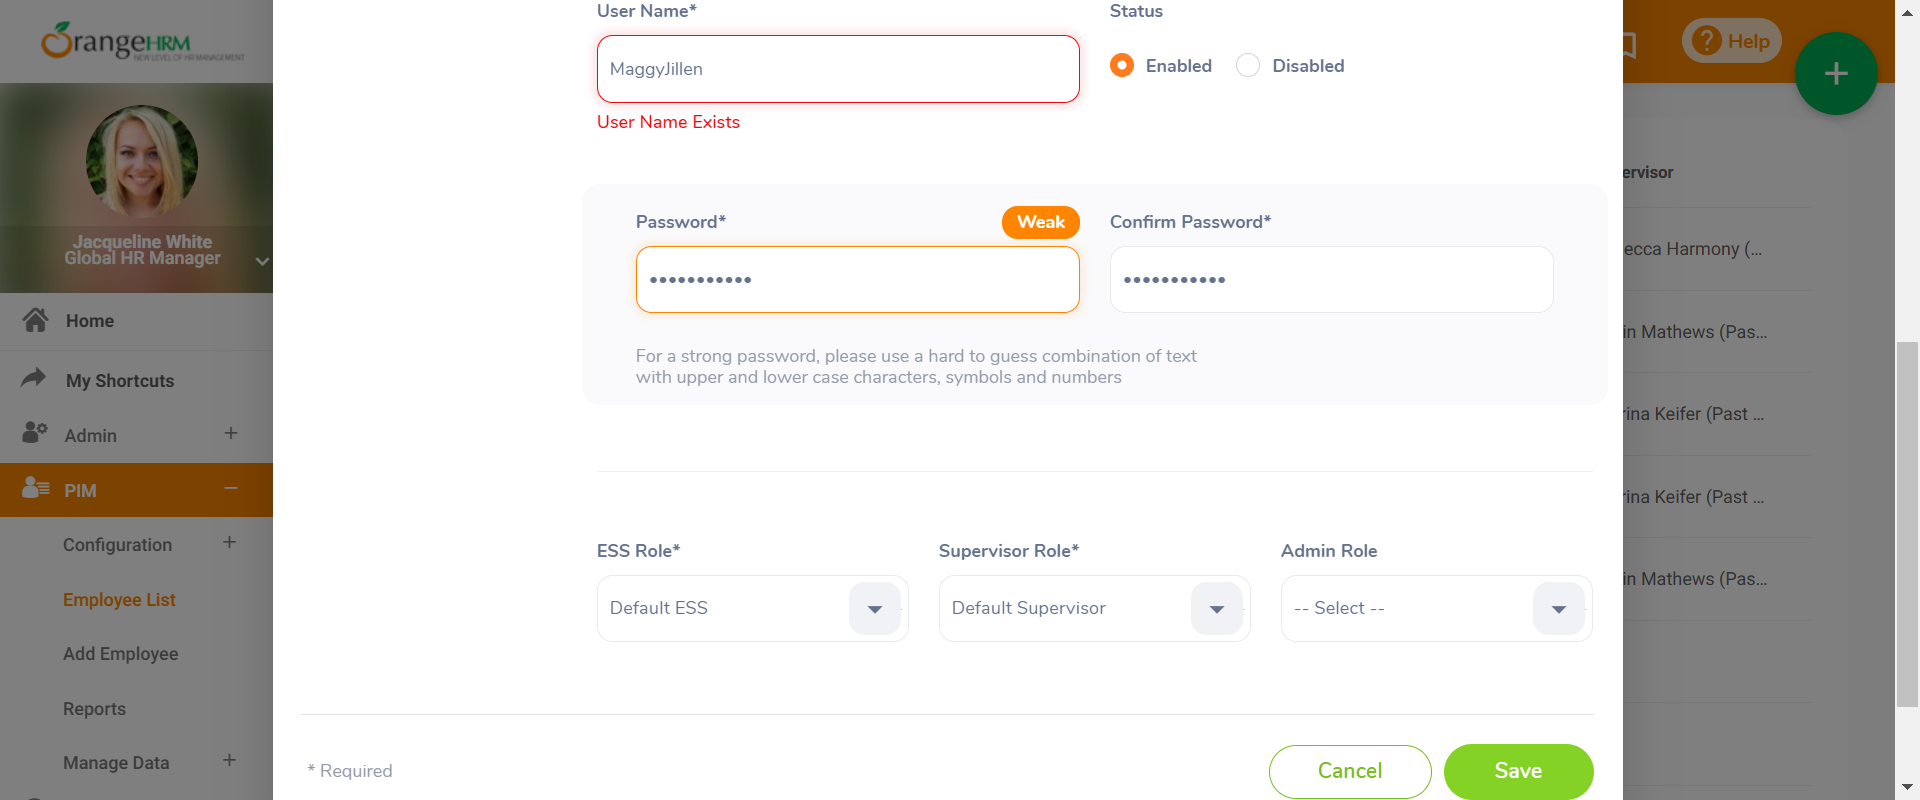 OrangeHRM
NEW LEVEL OF HR MANAGEMENT
Jacqueline White
Global HR Manager
Home
My Shortcuts
Admin
PIM
Configuration
Employee List
Add Employee
Reports
Manage Data
User Name*
MaggyJillen
User Name Exists
Status
Enabled
Disabled
Password*
Weak
Confirm Password*
For a strong password, please use a hard to guess combination of text
with upper and lower case characters, symbols and numbers
ESS Role*
Default ESS
Supervisor Role*
Default Supervisor
Admin Role
-- Select --
* Required
Cancel
Save
Help
ervisor
ecca Harmony (...
in Mathews (Pas...
rina Keifer (Past ...
rina Keifer (Past ...
in Mathews (Pas...